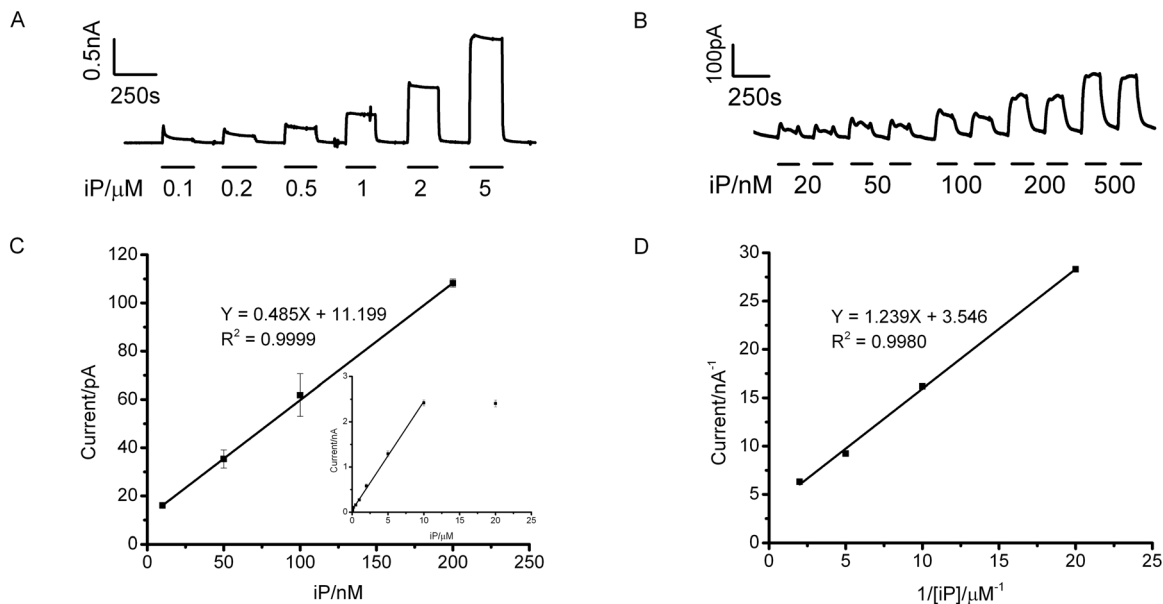 A
0.5nA
250s
iP/μM 0.1 0.2 0.5 1 2 5
B
100pA
250s
iP/nM 20 50 100 200 500
C
120
100
80
60
40
20
0
Current/pA
Y = 0.485X + 11.199
R² = 0.9999
0 50 100 150 200 250
iP/nM
3
2
1
0
Current/nA
0 5 10 15 20 25
iP/μM
D
30
25
20
15
10
5
0
Current/nA⁻¹
Y = 1.239X + 3.546
R² = 0.9980
0 5 10 15 20 25
1/[iP]/μM⁻¹